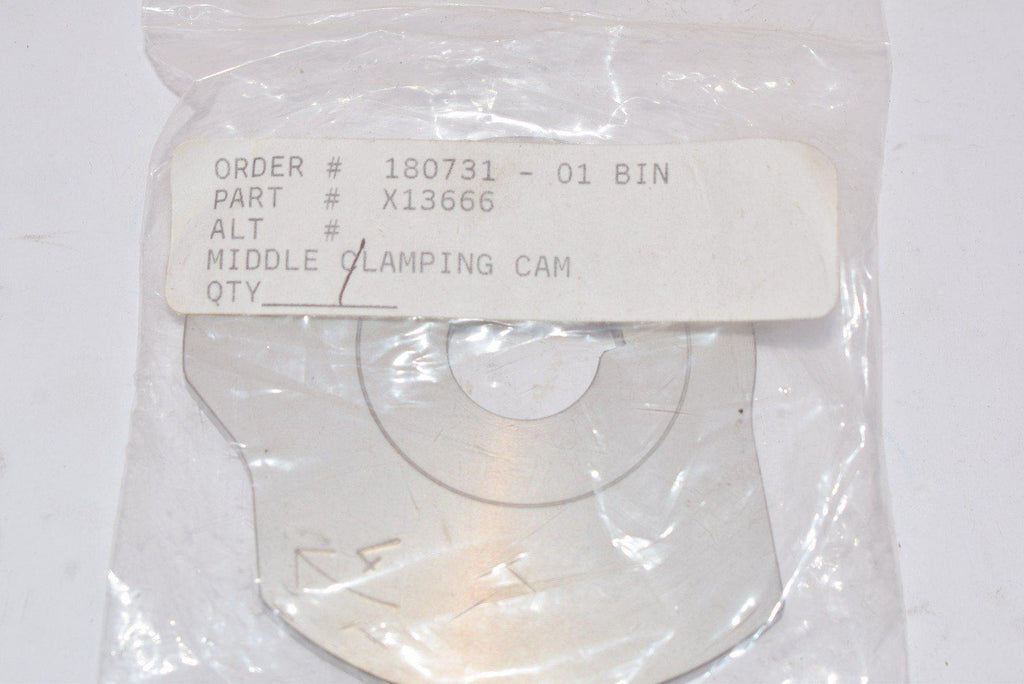 ORDER # 180731 - 01 BIN
PART # X13666
ALT #
MIDDLE CLAMPING CAM
QTY 1